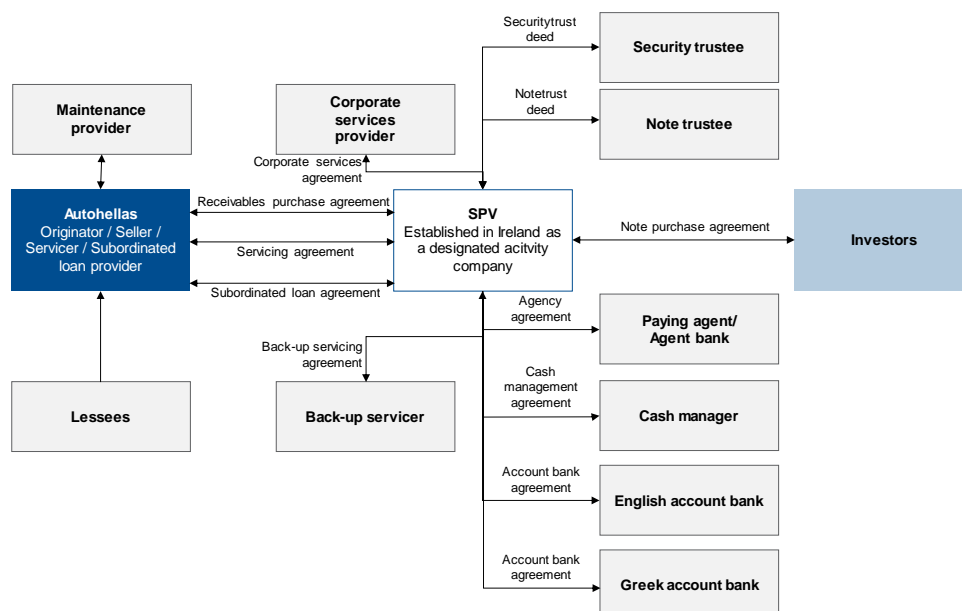 Securitytrust
deed
Security trustee
Notetrust
deed
Note trustee
Maintenance
provider
Corporate
services
provider
Corporate services
agreement
Autohellas
Originator / Seller /
Servicer / Subordinated
loan provider
Receivables purchase agreement
Servicing agreement
Subordinated loan agreement
SPV
Established in Ireland as
a designated acitvity
company
Note purchase agreement
Investors
Agency
agreement
Paying agent/
Agent bank
Back-up servicing
agreement
Cash
management
agreement
Lessees
Back-up servicer
Cash manager
Account bank
agreement
English account bank
Account bank
agreement
Greek account bank